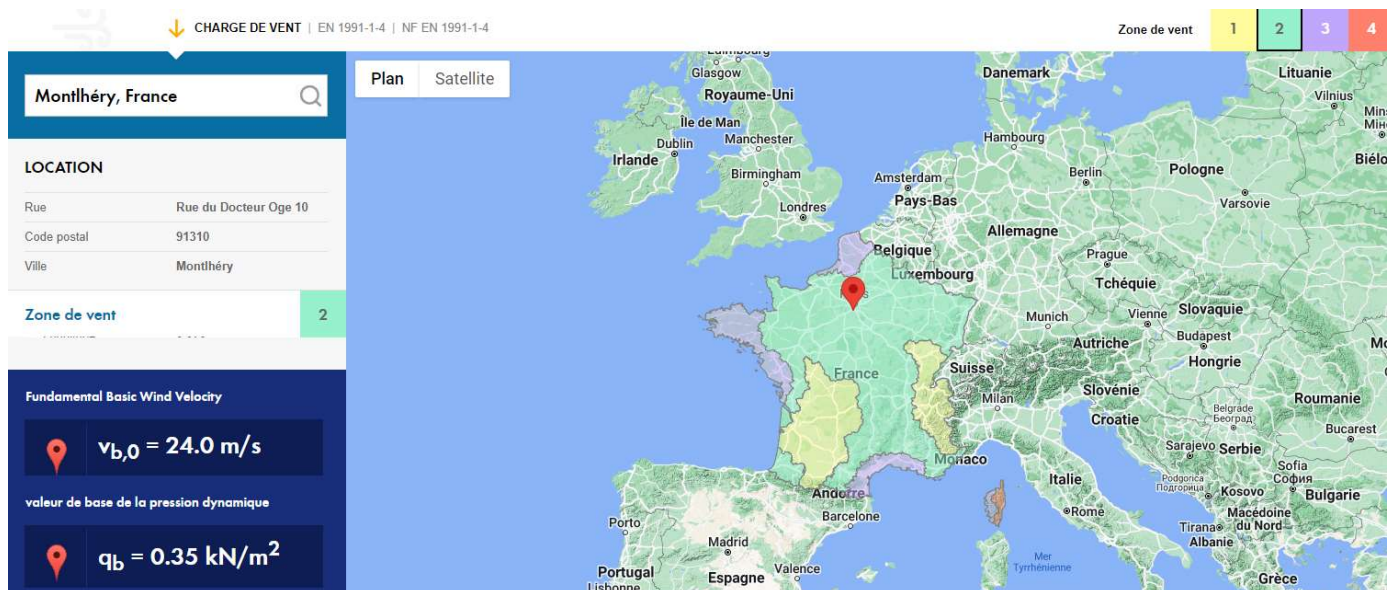 CHARGE DE VENT | EN 1991-1-4 | NF EN 1991-1-4
Zone de vent 1 2 3 4
Montlhéry, France
Plan Satellite
LOCATION
Rue Rue du Docteur Oge 10
Code postal 91310
Ville Montlhéry
Zone de vent 2
Fundamental Basic Wind Velocity
vb,0 = 24.0 m/s
valeur de base de la pression dynamique
qb = 0.35 kN/m²
Glasgow
Danemark
Lituanie
Royaume-Uni
Vilnius
Île de Man
Dublin
Manchester
Hambourg
Irlande
Birmingham
Amsterdam
Berlin
Pologne
Londres
Pays-Bas
Varsovie
Allemagne
Belgique
Prague
Luxembourg
Tchéquie
Munich
Vienne
Slovaquie
Budapest
Autriche
Hongrie
France
Suisse
Milan
Slovénie
Roumanie
Croatie
Belgrade
Београд
Bucarest
Monaco
Sarajevo
Serbie
Italie
Sofia
София
Andorre
Podgorica
Подгорица
Kosovo
Bulgarie
Porto
Barcelone
Rome
Macédoine
du Nord
Tirana
Albanie
Madrid
Mer
Tyrrhénienne
Portugal
Espagne
Valence
Grèce
Lisbonne